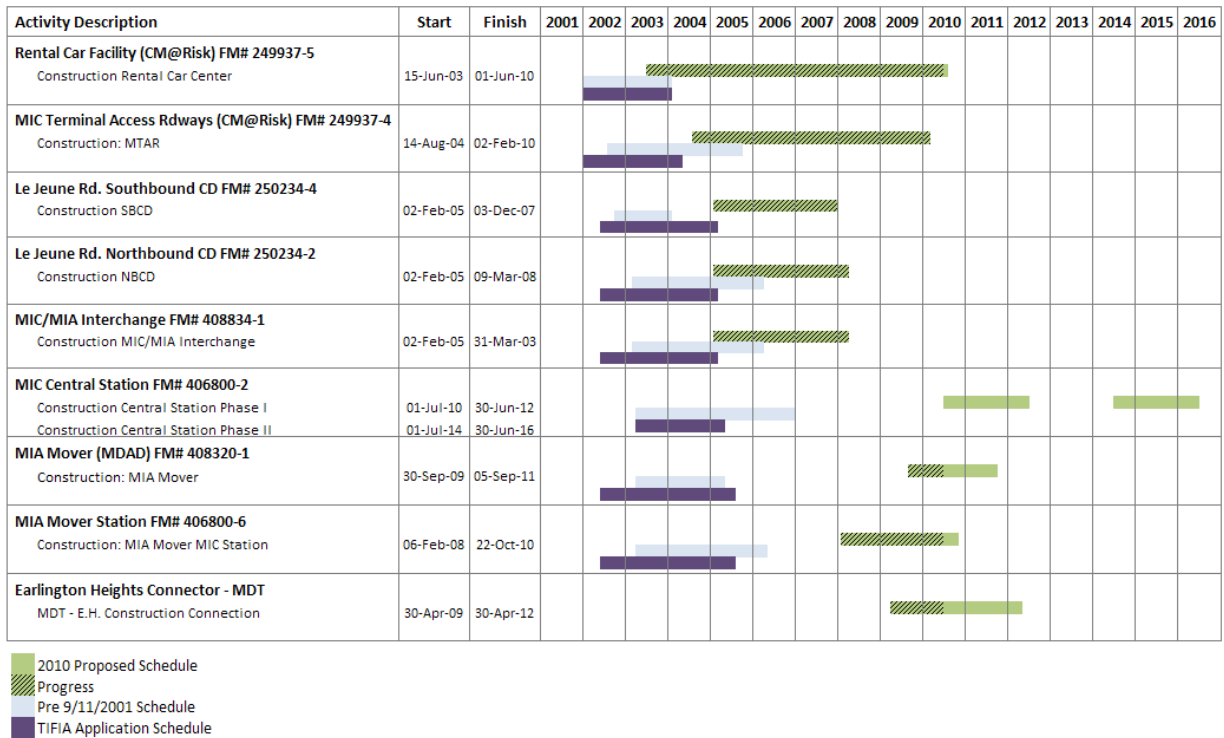 Activity Description Start Finish 2001 2002 2003 2004 2005 2006 2007 2008 2009 2010 2011 2012 2013 2014 2015 2016
Rental Car Facility (CM@Risk) FM# 249937-5
Construction Rental Car Center 15-Jun-03 01-Jun-10
MIC Terminal Access Rdways (CM@Risk) FM# 249937-4
Construction: MTAR 14-Aug-04 02-Feb-10
Le Jeune Rd. Southbound CD FM# 250234-4
Construction SBCD 02-Feb-05 03-Dec-07
Le Jeune Rd. Northbound CD FM# 250234-2
Construction NBCD 02-Feb-05 09-Mar-08
MIC/MIA Interchange FM# 408834-1
Construction MIC/MIA Interchange 02-Feb-05 31-Mar-03
MIC Central Station FM# 406800-2
Construction Central Station Phase I 01-Jul-10 30-Jun-12
Construction Central Station Phase II 01-Jul-14 30-Jun-16
MIA Mover (MDAD) FM# 408320-1
Construction: MIA Mover 30-Sep-09 05-Sep-11
MIA Mover Station FM# 406800-6
Construction: MIA Mover MIC Station 06-Feb-08 22-Oct-10
Earlington Heights Connector - MDT
MDT - E.H. Construction Connection 30-Apr-09 30-Apr-12
2010 Proposed Schedule
Progress
Pre 9/11/2001 Schedule
TIFIA Application Schedule